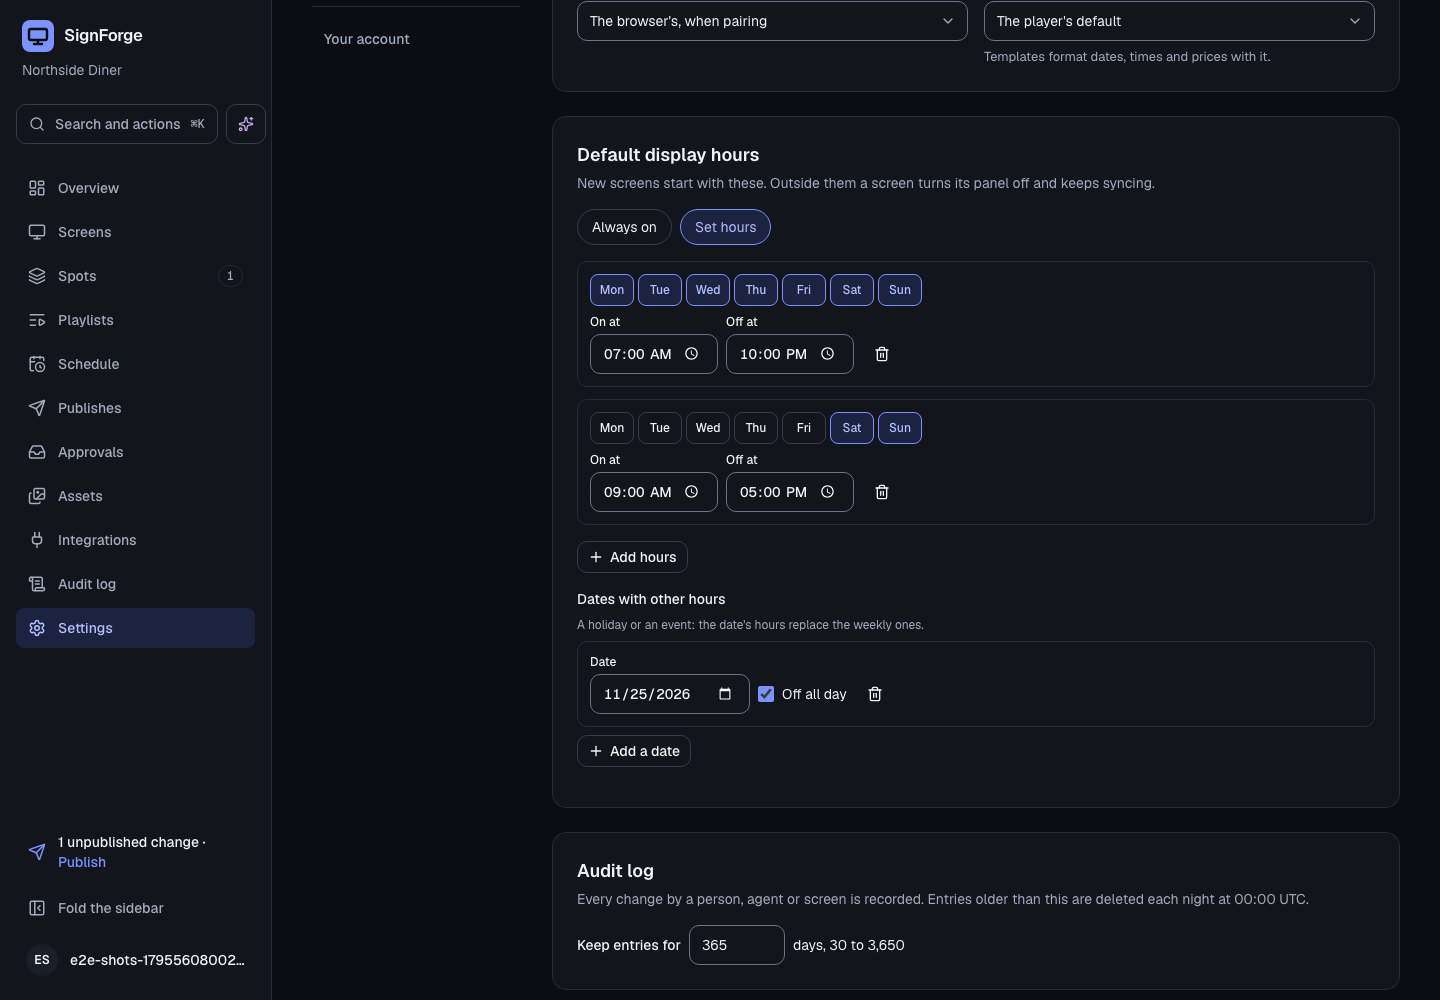 SignForge
Northside Diner
Search and actions ⌘K
Overview
Screens
Spots 1
Playlists
Schedule
Publishes
Approvals
Assets
Integrations
Audit log
Settings
1 unpublished change ·
Publish
Fold the sidebar
ES e2e-shots-17955608002…
Your account
The browser's, when pairing
The player's default
Templates format dates, times and prices with it.
Default display hours
New screens start with these. Outside them a screen turns its panel off and keeps syncing.
Always on Set hours
Mon Tue Wed Thu Fri Sat Sun
On at Off at
07:00 AM 10:00 PM
Mon Tue Wed Thu Fri Sat Sun
On at Off at
09:00 AM 05:00 PM
Add hours
Dates with other hours
A holiday or an event: the date's hours replace the weekly ones.
Date
11/25/2026 Off all day
Add a date
Audit log
Every change by a person, agent or screen is recorded. Entries older than this are deleted each night at 00:00 UTC.
Keep entries for 365 days, 30 to 3,650